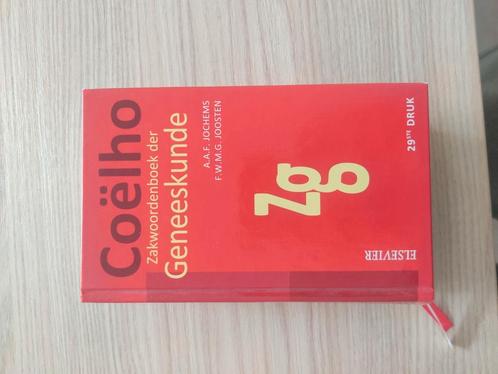 Coëlho
Zakwoordenboek der
Geneeskunde
A.A.F. JOCHEMS
F.W.M.G. JOOSTEN
Zg
ELSEVIER
29STE DRUK